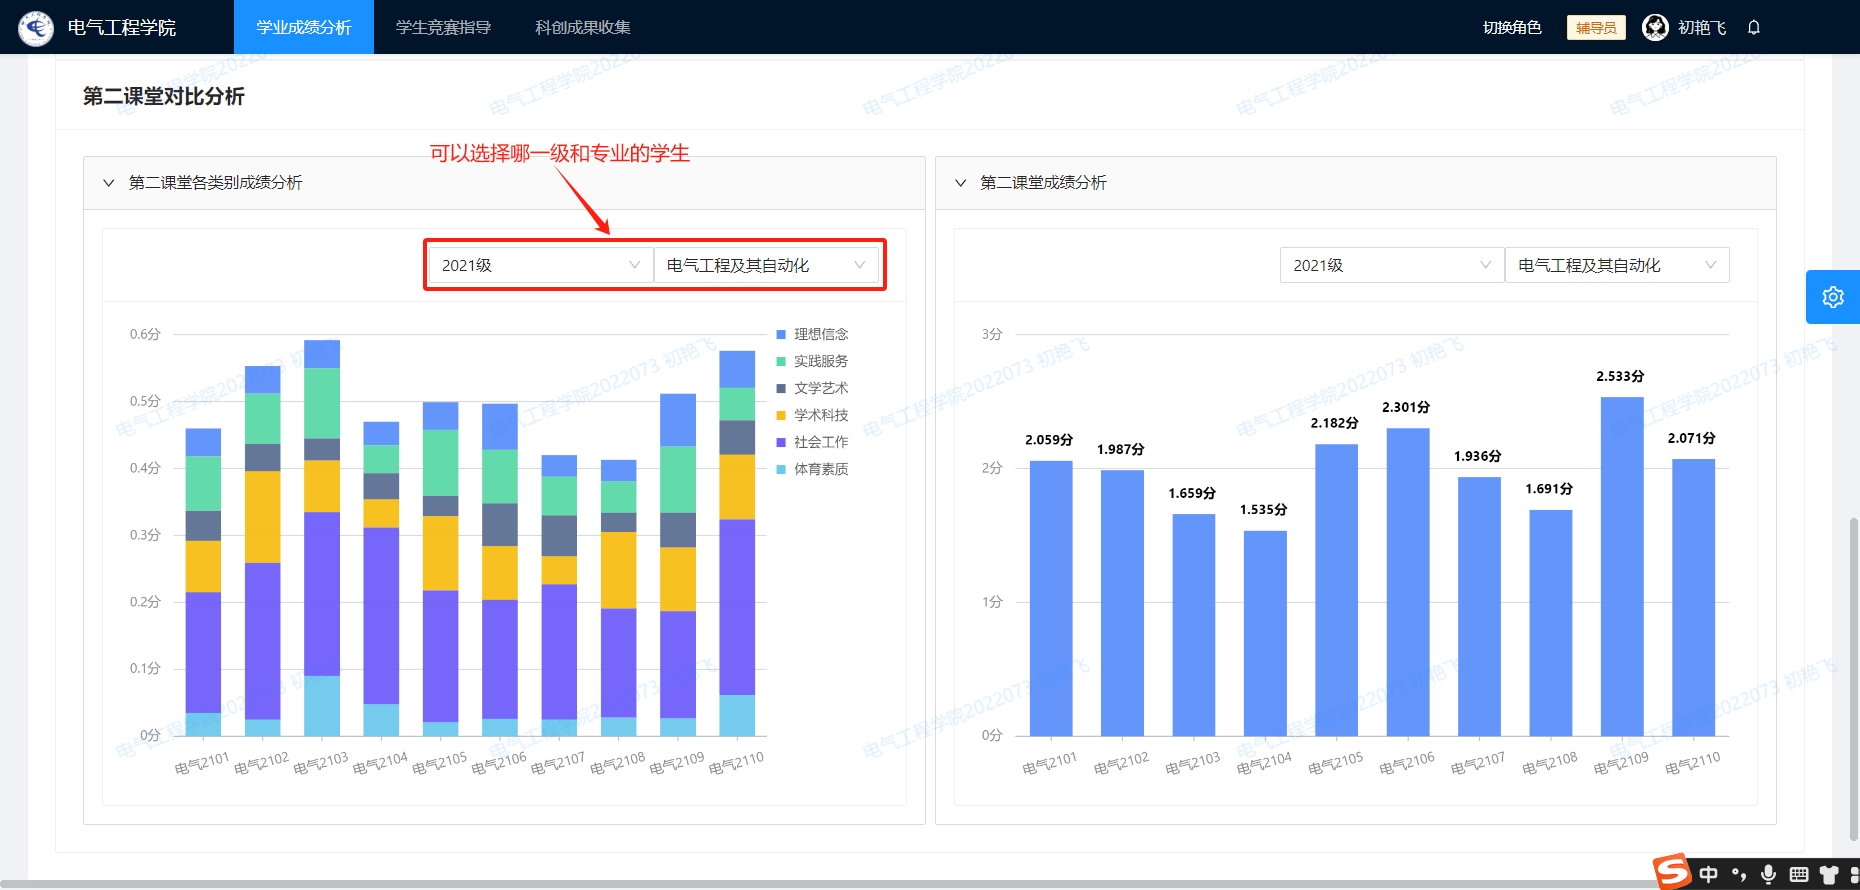 电气工程学院
学业成绩分析
学生竞赛指导
科创成果收集
切换角色
辅导员
初艳飞
第二课堂对比分析
可以选择哪一级和专业的学生
第二课堂各类别成绩分析
2021级
电气工程及其自动化
0.6分
0.5分
0.4分
0.3分
0.2分
0.1分
0分
理想信念
实践服务
文学艺术
学术科技
社会工作
体育素质
电气2101
电气2102
电气2103
电气2104
电气2105
电气2106
电气2107
电气2108
电气2109
电气2110
第二课堂成绩分析
2021级
电气工程及其自动化
3分
2分
1分
0分
2.059分
1.987分
1.659分
1.535分
2.182分
2.301分
1.936分
1.691分
2.533分
2.071分
电气2101
电气2102
电气2103
电气2104
电气2105
电气2106
电气2107
电气2108
电气2109
电气2110
电气工程学院2022073 初艳飞
中